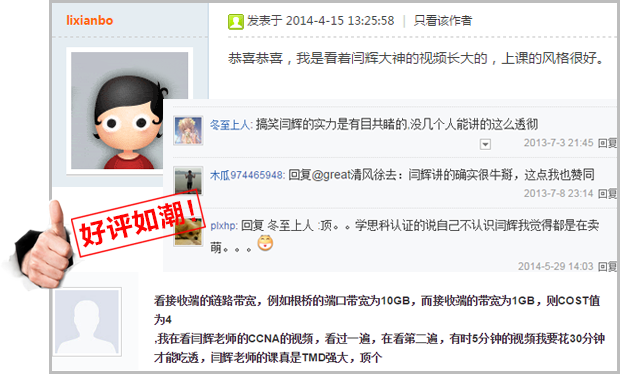 lixianbo
发表于 2014-4-15 13:25:58 | 只看该作者
恭喜恭喜，我是看着闫辉大神的视频长大的，上课的风格很好。
冬至上人: 搞笑闫辉的实力是有目共睹的.没几个人能讲的这么透彻
2013-7-3 21:45 回复
木瓜974465948: 回复@great清风徐去：闫辉讲的确实很牛掰，这点我也赞同
2013-7-8 23:14 回复
好评如潮！
plxhp: 回复 冬至上人 :顶。。学思科认证的说自己不认识闫辉我觉得都是在卖
萌。。。
2014-5-29 14:03 回复
看接收端的链路带宽，例如根桥的端口带宽为10GB，而接收端的带宽为1GB，则COST值
为4
,我在看闫辉老师的CCNA的视频，看过一遍，在看第二遍，有时5分钟的视频我要花30分钟
才能吃透，闫辉老师的课真是TMD强大，顶个